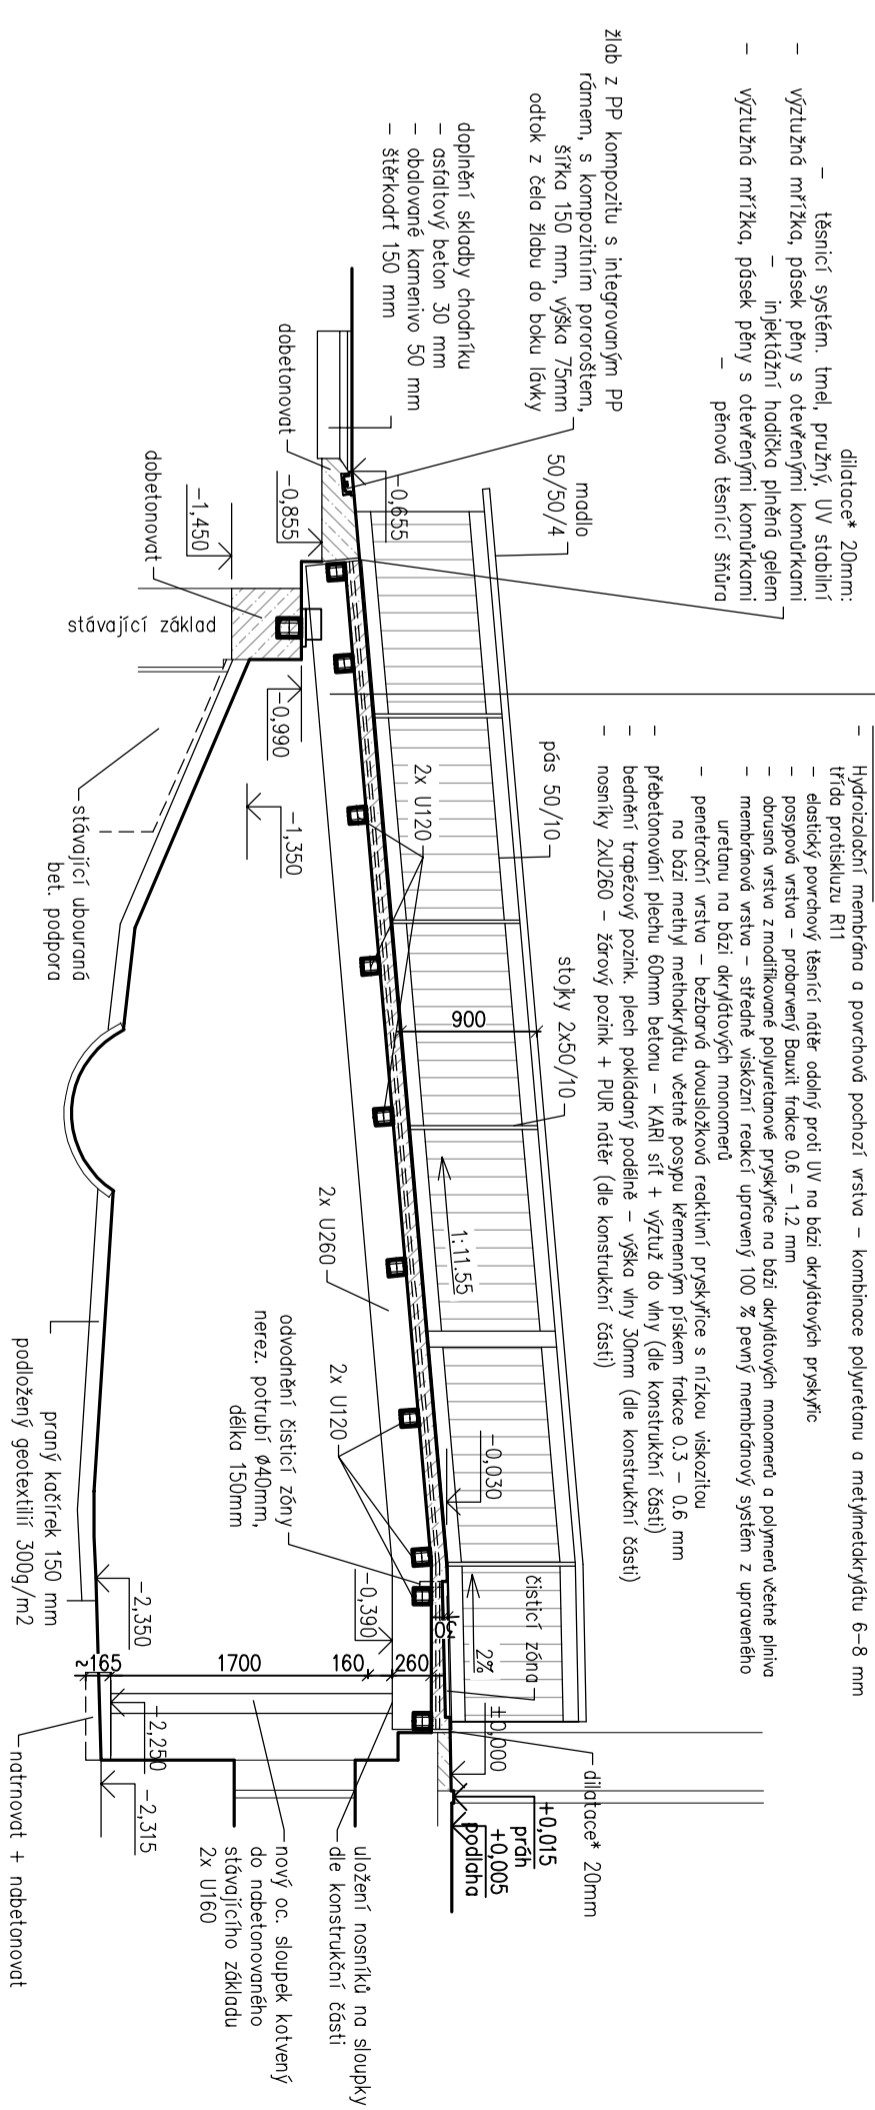 dilatace* 20mm:
- těsnicí systém. tmel, pružný, UV stabilní
- výztužná mřížka, pásek pěny s otevřenými komůrkami
- injektážní hadička plněná gelem
- výztužná mřížka, pásek pěny s otevřenými komůrkami
- pěnová těsnící šňůra
žlab z PP kompozitu s integrovaným PP
rámem, s kompozitním pororoštem,
šířka 150 mm, výška 75mm
odtok z čela žlabu do boku lávky
doplnění skladby chodníku
- asfaltový beton 30 mm
- obalované kamenivo 50 mm
- štěrkodrť 150 mm
- Hydroizolační membrána a povrchová pochozí vrstva - kombinace polyuretanu a metylmetakrylátu 6-8 mm
třída protiskluzu R11
- elastický povrchový těsnící nátěr odolný proti UV na bázi akrylátových pryskyřic
- posypová vrstva - probarvený Bauxit frakce 0.6 - 1.2 mm
- obrusná vrstva z modifikované polyuretanové pryskyřice na bázi akrylátových monomerů a polymerů včetně plniva
- membránová vrstva - středně viskózní reakcí upravený 100 % pevný membránový systém z upraveného
uretanu na bázi akrylátových monomerů
- penetrační vrstva - bezbarvá dvousložková reaktivní pryskyřice s nízkou viskozitou
na bázi methyl methakrylátu včetně posypu křemenným pískem frakce 0.3 - 0.6 mm
- přebetonování plechu 60mm betonu - KARI síť + výztuž do vlny (dle konstrukční části)
- bednění trapézový pozink. plech pokládaný podélně - výška vlny 30mm (dle konstrukční části)
- nosníky 2xU260 - žárový pozink + PUR nátěr (dle konstrukční části)
madlo
50/50/4
pás 50/10
stojky 2x50/10
900
1:11.55
2%
čisticí zóna
30
-0,030
-0,655
-0,855
dobetonovat
-1,450
dobetonovat
stávající základ
-0,990
-1,350
2x U120
2x U260
2x U120
odvodnění čisticí zóny
nerez. potrubí ø40mm,
délka 150mm
-0,390
±0,000
+0,015
práh
+0,005
podlaha
dilatace* 20mm
stávající ubouraná
bet. podpora
praný kačírek 150 mm
podložený geotextilií 300g/m2
-2,350
~165
1700
160
260
-2,250
-2,315
natrnovat + nabetonovat
uložení nosníků na sloupky
dle konstrukční části
nový oc. sloupek kotvený
do nabetonovaného
stávajícího základu
2x U160